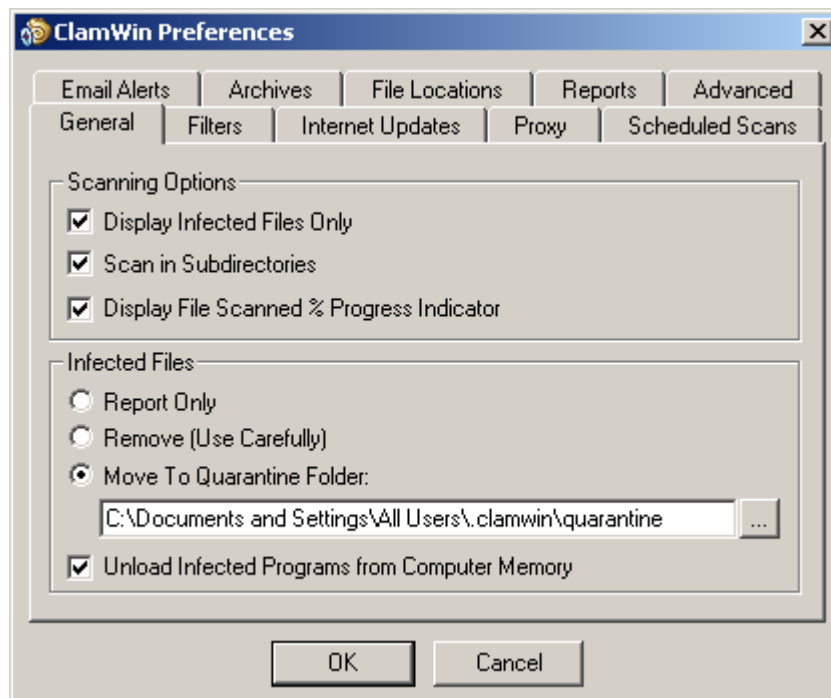 ClamWin Preferences
Email Alerts Archives File Locations Reports Advanced
General Filters Internet Updates Proxy Scheduled Scans
Scanning Options
Display Infected Files Only
Scan in Subdirectories
Display File Scanned % Progress Indicator
Infected Files
Report Only
Remove (Use Carefully)
Move To Quarantine Folder:
C:\Documents and Settings\All Users\.clamwin\quarantine ...
Unload Infected Programs from Computer Memory
OK Cancel